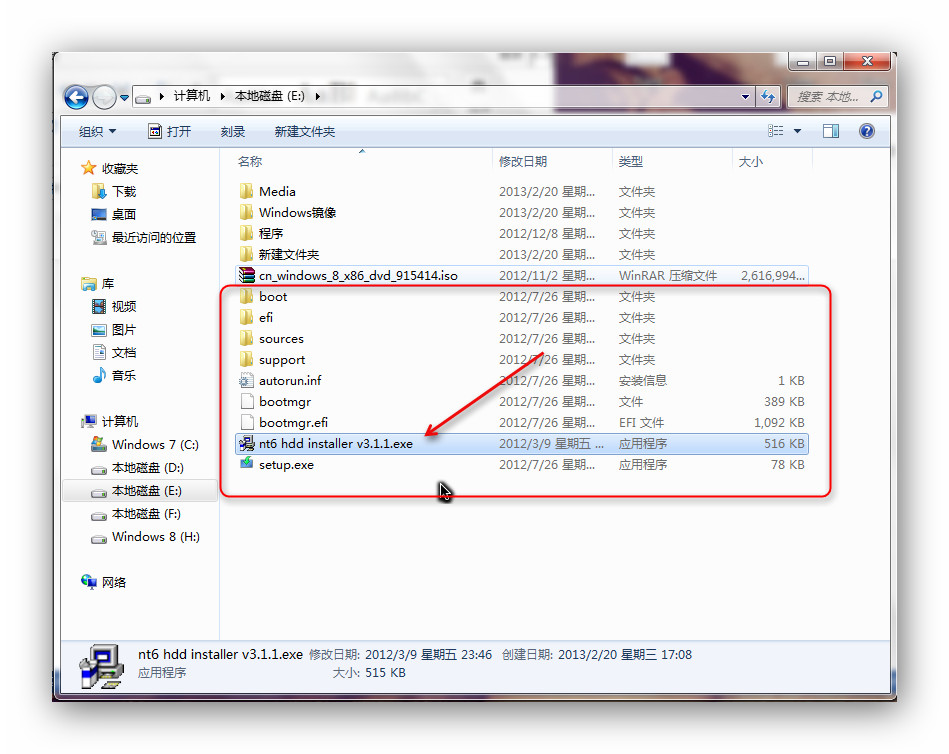 计算机 本地磁盘 (E:) 搜索 本地...
组织 打开 刻录 新建文件夹
收藏夹
下载
桌面
最近访问的位置
库
视频
图片
文档
音乐
计算机
Windows 7 (C:)
本地磁盘 (D:)
本地磁盘 (E:)
本地磁盘 (F:)
Windows 8 (H:)
网络
名称 修改日期 类型 大小
Media 2013/2/20 星期... 文件夹
Windows镜像 2013/2/20 星期... 文件夹
程序 2012/12/8 星期... 文件夹
新建文件夹 2013/2/20 星期... 文件夹
cn_windows_8_x86_dvd_915414.iso 2012/11/2 星期... WinRAR 压缩文件 2,616,994...
boot 2012/7/26 星期... 文件夹
efi 2012/7/26 星期... 文件夹
sources 2012/7/26 星期... 文件夹
support 2012/7/26 星期... 文件夹
autorun.inf 2012/7/26 星期... 安装信息 1 KB
bootmgr 2012/7/26 星期... 文件 389 KB
bootmgr.efi 2012/7/26 星期... EFI 文件 1,092 KB
nt6 hdd installer v3.1.1.exe 2012/3/9 星期五 ... 应用程序 516 KB
setup.exe 2012/7/26 星期... 应用程序 78 KB
nt6 hdd installer v3.1.1.exe 修改日期: 2012/3/9 星期五 23:46 创建日期: 2013/2/20 星期三 17:08
应用程序 大小: 515 KB